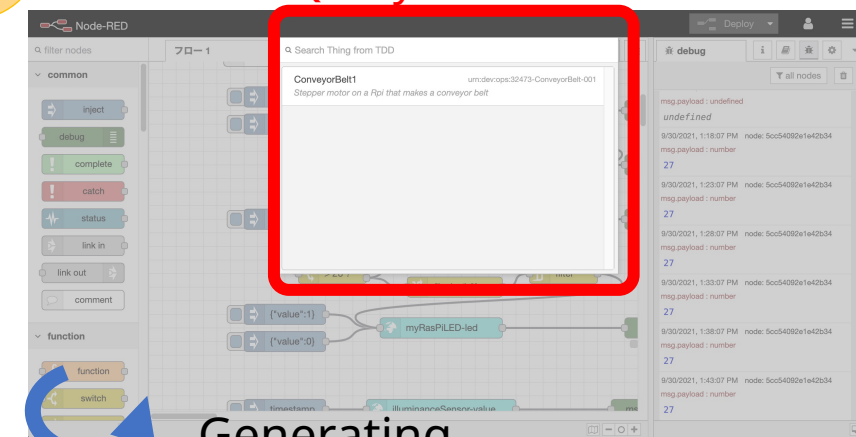 Node-RED
Deploy
filter nodes
フロー 1
Search Thing from TDD
debug
all nodes
common
inject
debug
complete
catch
status
link in
link out
comment
function
function
switch
ConveyorBelt1
urn:dev:ops:32473-ConveyorBelt-001
Stepper motor on a Rpi that makes a conveyor belt
{"value":1}
{"value":0}
myRasPiLED-led
timestamp
illuminanceSensor-value
Generating
msg.payload : undefined
undefined
9/30/2021, 1:18:07 PM node: 5cc54092e1e42b34
msg.payload : number
27
9/30/2021, 1:23:07 PM node: 5cc54092e1e42b34
msg.payload : number
27
9/30/2021, 1:28:07 PM node: 5cc54092e1e42b34
msg.payload : number
27
9/30/2021, 1:33:07 PM node: 5cc54092e1e42b34
msg.payload : number
27
9/30/2021, 1:38:07 PM node: 5cc54092e1e42b34
msg.payload : number
27
9/30/2021, 1:43:07 PM node: 5cc54092e1e42b34
msg.payload : number
27